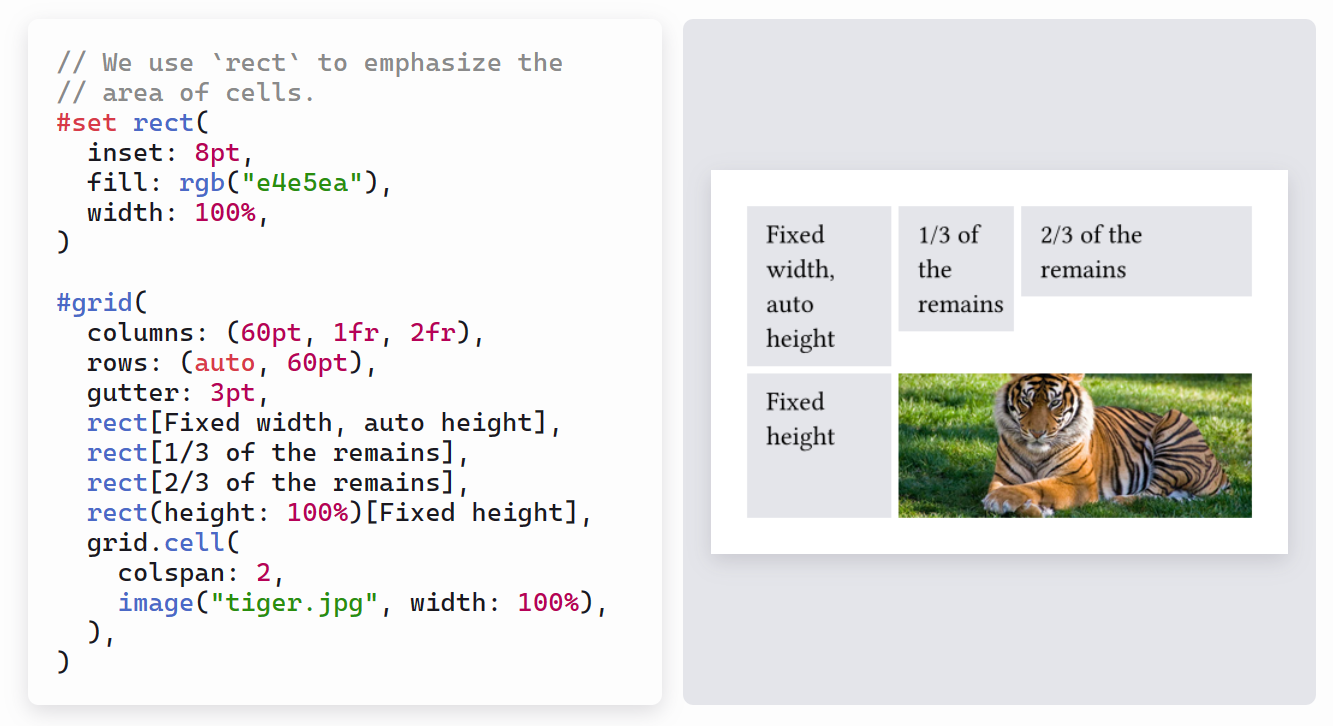 // We use `rect` to emphasize the
// area of cells.
#set rect(
  inset: 8pt,
  fill: rgb("e4e5ea"),
  width: 100%,
)

#grid(
  columns: (60pt, 1fr, 2fr),
  rows: (auto, 60pt),
  gutter: 3pt,
  rect[Fixed width, auto height],
  rect[1/3 of the remains],
  rect[2/3 of the remains],
  rect(height: 100%)[Fixed height],
  grid.cell(
    colspan: 2,
    image("tiger.jpg", width: 100%),
  ),
)
Fixed
width,
auto
height
1/3 of
the
remains
2/3 of the
remains
Fixed
height